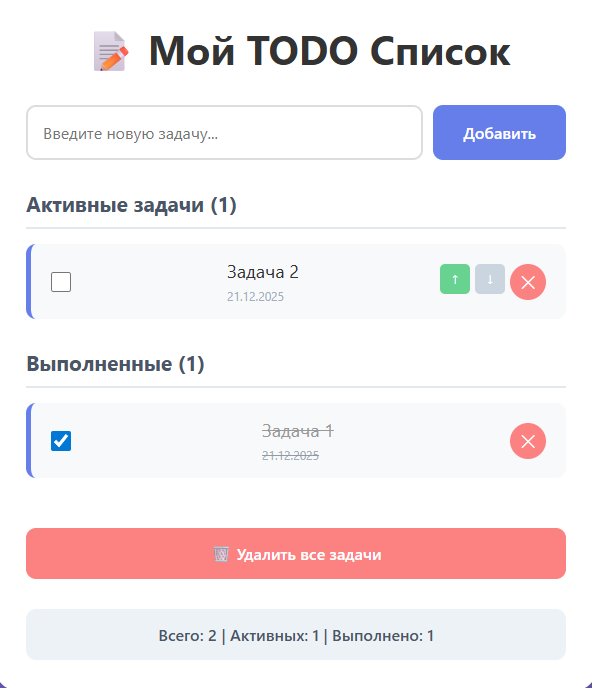 📝 Мой TODO Список
Введите новую задачу...
Добавить
Активные задачи (1)
Задача 2
21.12.2025
↑ ↓
Выполненные (1)
Задача 1
21.12.2025
🗑️ Удалить все задачи
Всего: 2 | Активных: 1 | Выполнено: 1